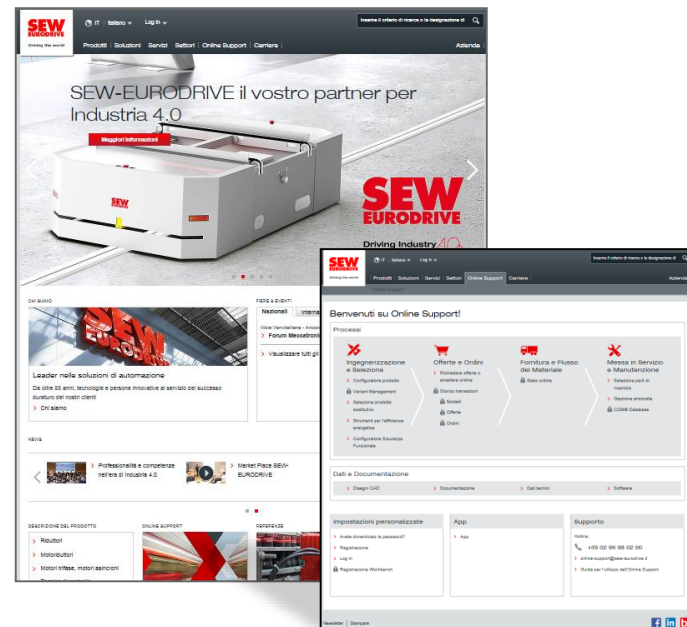 SEW
EURODRIVE
Driving the world
IT | Italiano
Log in
Inserire il criterio di ricerca o la designazione di
Prodotti | Soluzioni | Servizi | Settori | Online Support | Carriere |
Azienda
SEW-EURODRIVE il vostro partner per
Industria 4.0
Maggiori informazioni
SEW
SEW
EURODRIVE
Driving Industry 4.0
CHI SIAMO
SEW
Leader nelle soluzioni di automazione
Da oltre 85 anni, tecnologie e persone innovative al servizio del successo
duraturo dei nostri clienti
> Chi siamo
FIERE & EVENTI
Nazionali
> Forum Meccatronic
> Visualizzare tutti gli
NEWS
> Professionalità e competenze
nell'era di Industria 4.0
> Market Place SEW-
EURODRIVE
DESCRIZIONE DEL PRODOTTO
> Riduttori
> Motoriduttori
> Motori trifase, motori asincroni
ONLINE SUPPORT
REFERENZE
SEW
EURODRIVE
Driving the world
IT | Italiano
Log in
Inserire il criterio di ricerca o la designazione di
Prodotti | Soluzioni | Servizi | Settori | Online Support | Carriere
Azienda
Online Support
Benvenuti su Online Support!
Processi
Ingegnerizzazione
e Selezione
> Configuratore prodotto
Variant Management
> Selezione prodotto
sostitutivo
> Strumenti per l'efficienza
energetica
> Configuratore Sicurezza
Funzionale
Offerte e Ordini
> Richiedere offerta o
emettere ordine
Storico transazioni
Modelli
Offerte
Ordini
Fornitura e Flusso
del Materiale
Stato ordine
Messa in Servizio
e Manutenzione
> Selezione parti di
ricambio
> Gestione anomalia
CDM® Database
Dati e Documentazione
> Disegni CAD
> Documentazione
> Dati tecnici
> Software
Impostazioni personalizzate
> Avete dimenticato la password?
> Registrazione
> Log in
Registrazione Workbench
App
> App
Supporto
Hotline:
+39 02 96 98 02 00
> online-support@sew-eurodrive.it
> Guida per l'utilizzo dell'Online Support
Newsletter | Stampare